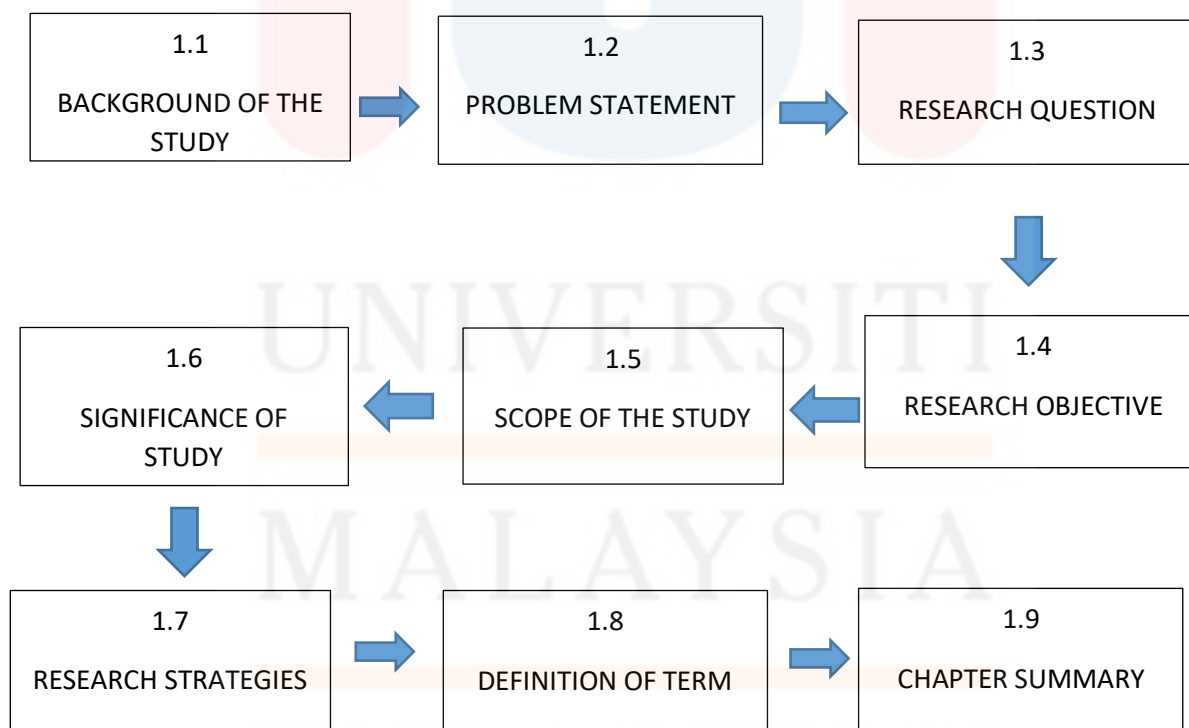 1.1
BACKGROUND OF THE
STUDY
1.2
PROBLEM STATEMENT
1.3
RESEARCH QUESTION
1.4
RESEARCH OBJECTIVE
1.5
SCOPE OF THE STUDY
1.6
SIGNIFICANCE OF
STUDY
1.7
RESEARCH STRATEGIES
1.8
DEFINITION OF TERM
1.9
CHAPTER SUMMARY
UNIVERSITI
MALAYSIA